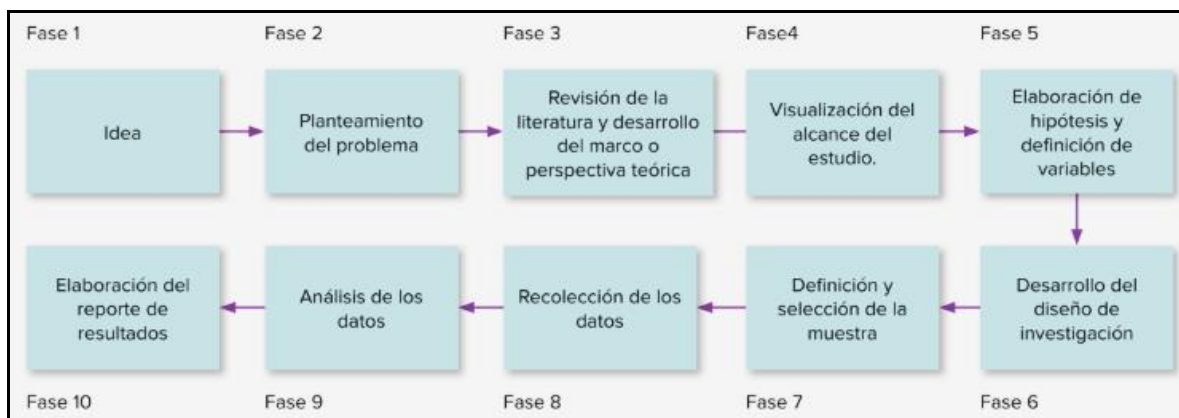 Fase 1
Fase 2
Fase 3
Fase4
Fase 5
Idea
Planteamiento
del problema
Revisión de la
literatura y desarrollo
del marco o
perspectiva teórica
Visualización del
alcance del
estudio.
Elaboración de
hipótesis y
definición de
variables
Elaboración del
reporte de
resultados
Análisis de los
datos
Recolección de los
datos
Definición y
selección de la
muestra
Desarrollo del
diseño de
investigación
Fase 10
Fase 9
Fase 8
Fase 7
Fase 6